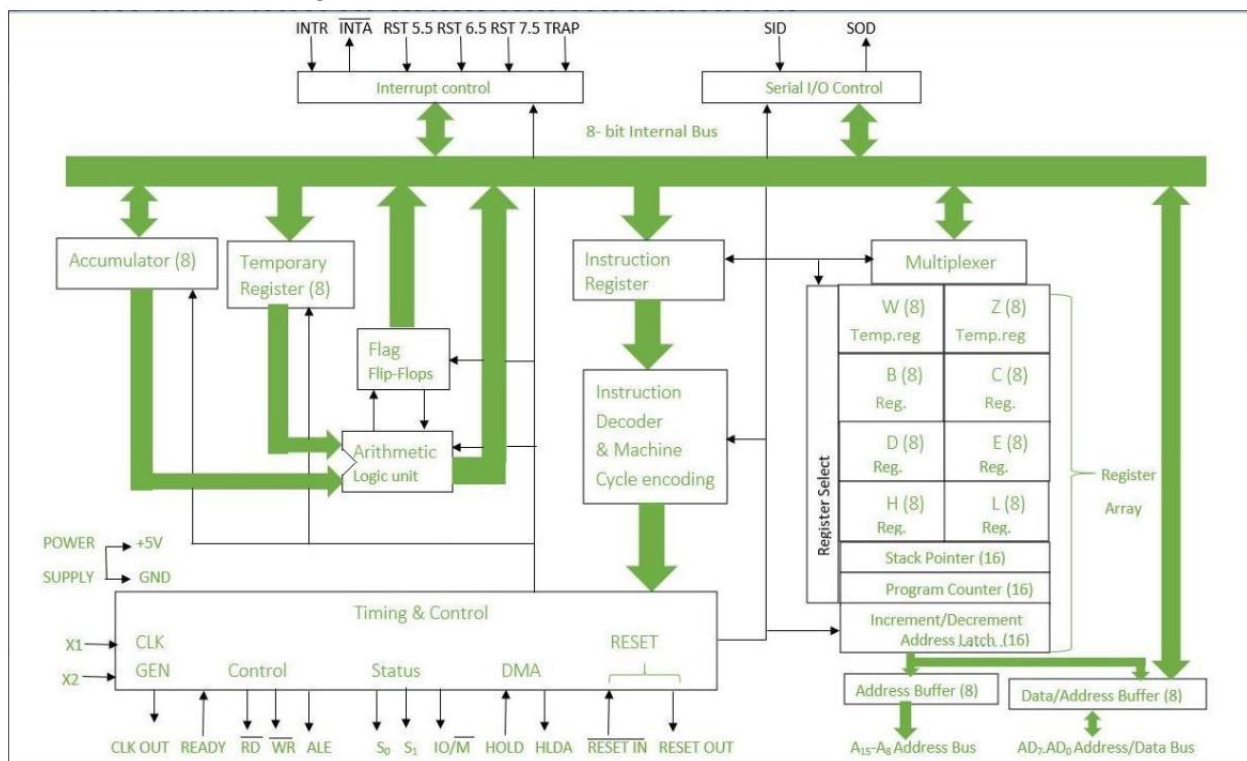 INTR INTA RST 5.5 RST 6.5 RST 7.5 TRAP SID SOD
Interrupt control
Serial I/O Control
8- bit Internal Bus
Accumulator (8)
Temporary
Register (8)
Instruction
Register
Multiplexer
Flag
Flip-Flops
Arithmetic
Logic unit
Instruction
Decoder
& Machine
Cycle encoding
Register Select
W (8)
Temp.reg
Z (8)
Temp.reg
B (8)
Reg.
C (8)
Reg.
D (8)
Reg.
E (8)
Reg.
H (8)
Reg.
L (8)
Reg.
Stack Pointer (16)
Program Counter (16)
Increment/Decrement
Address Latch (16)
Register
Array
POWER +5V
SUPPLY GND
Timing & Control
X1
X2
CLK
GEN
Control
Status
DMA
RESET
Address Buffer (8)
Data/Address Buffer (8)
CLK OUT READY RD WR ALE S0 S1 IO/M HOLD HLDA RESET IN RESET OUT
A15-A8 Address Bus
AD7-AD0 Address/Data Bus